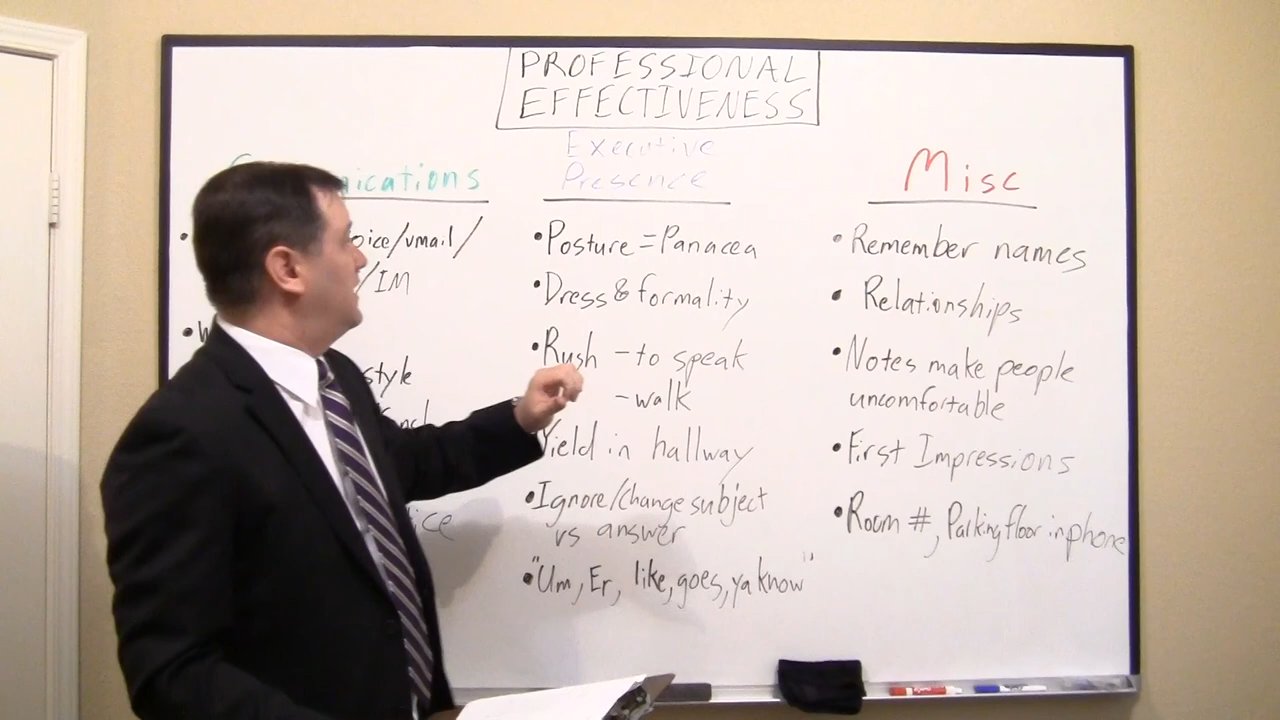 PROFESSIONAL
EFFECTIVENESS
ications
oice/vmail/
/IM
style
Executive
Presence
•Posture=Panacea
•Dress & formality
•Rush -to speak
-walk
Yield in hallway
•Ignore/change subject
vs answer
•"Um, Er, like, goes, ya know"
Misc
•Remember names
•Relationships
•Notes make people
uncomfortable
•First Impressions
•Room #, Parking floor in phone